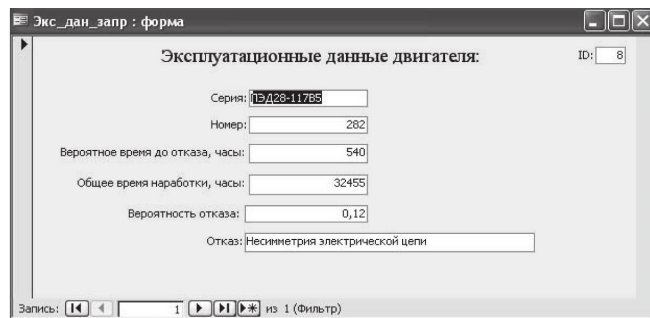 Экс_дан_запр : форма
Эксплуатационные данные двигателя:
ID: 8
Серия: ПЭД28-117В5
Номер: 282
Вероятное время до отказа, часы: 540
Общее время наработки, часы: 32455
Вероятность отказа: 0,12
Отказ: Несимметрия электрической цепи
Запись: 1 из 1 (Фильтр)